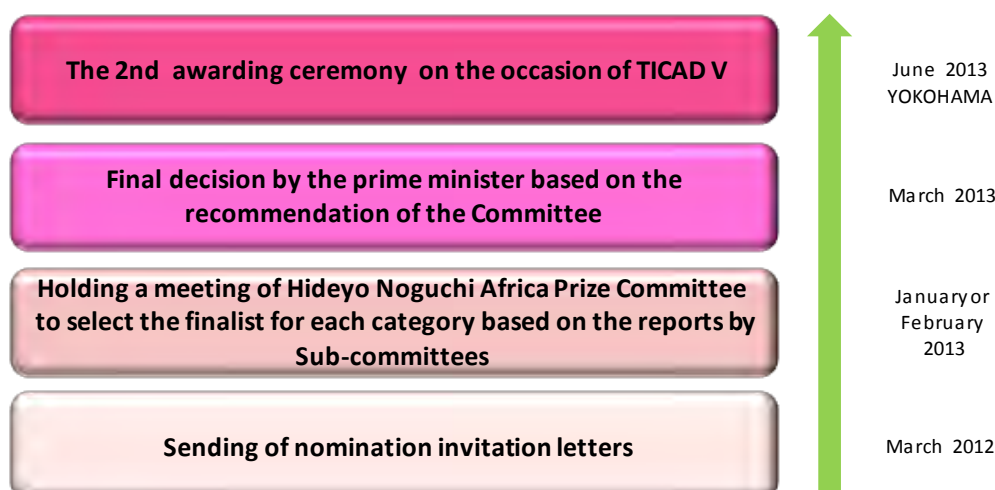 The 2nd awarding ceremony on the occasion of TICAD V
June 2013
YOKOHAMA
Final decision by the prime minister based on the
recommendation of the Committee
March 2013
Holding a meeting of Hideyo Noguchi Africa Prize Committee
to select the finalist for each category based on the reports by
Sub-committees
January or
February
2013
Sending of nomination invitation letters
March 2012